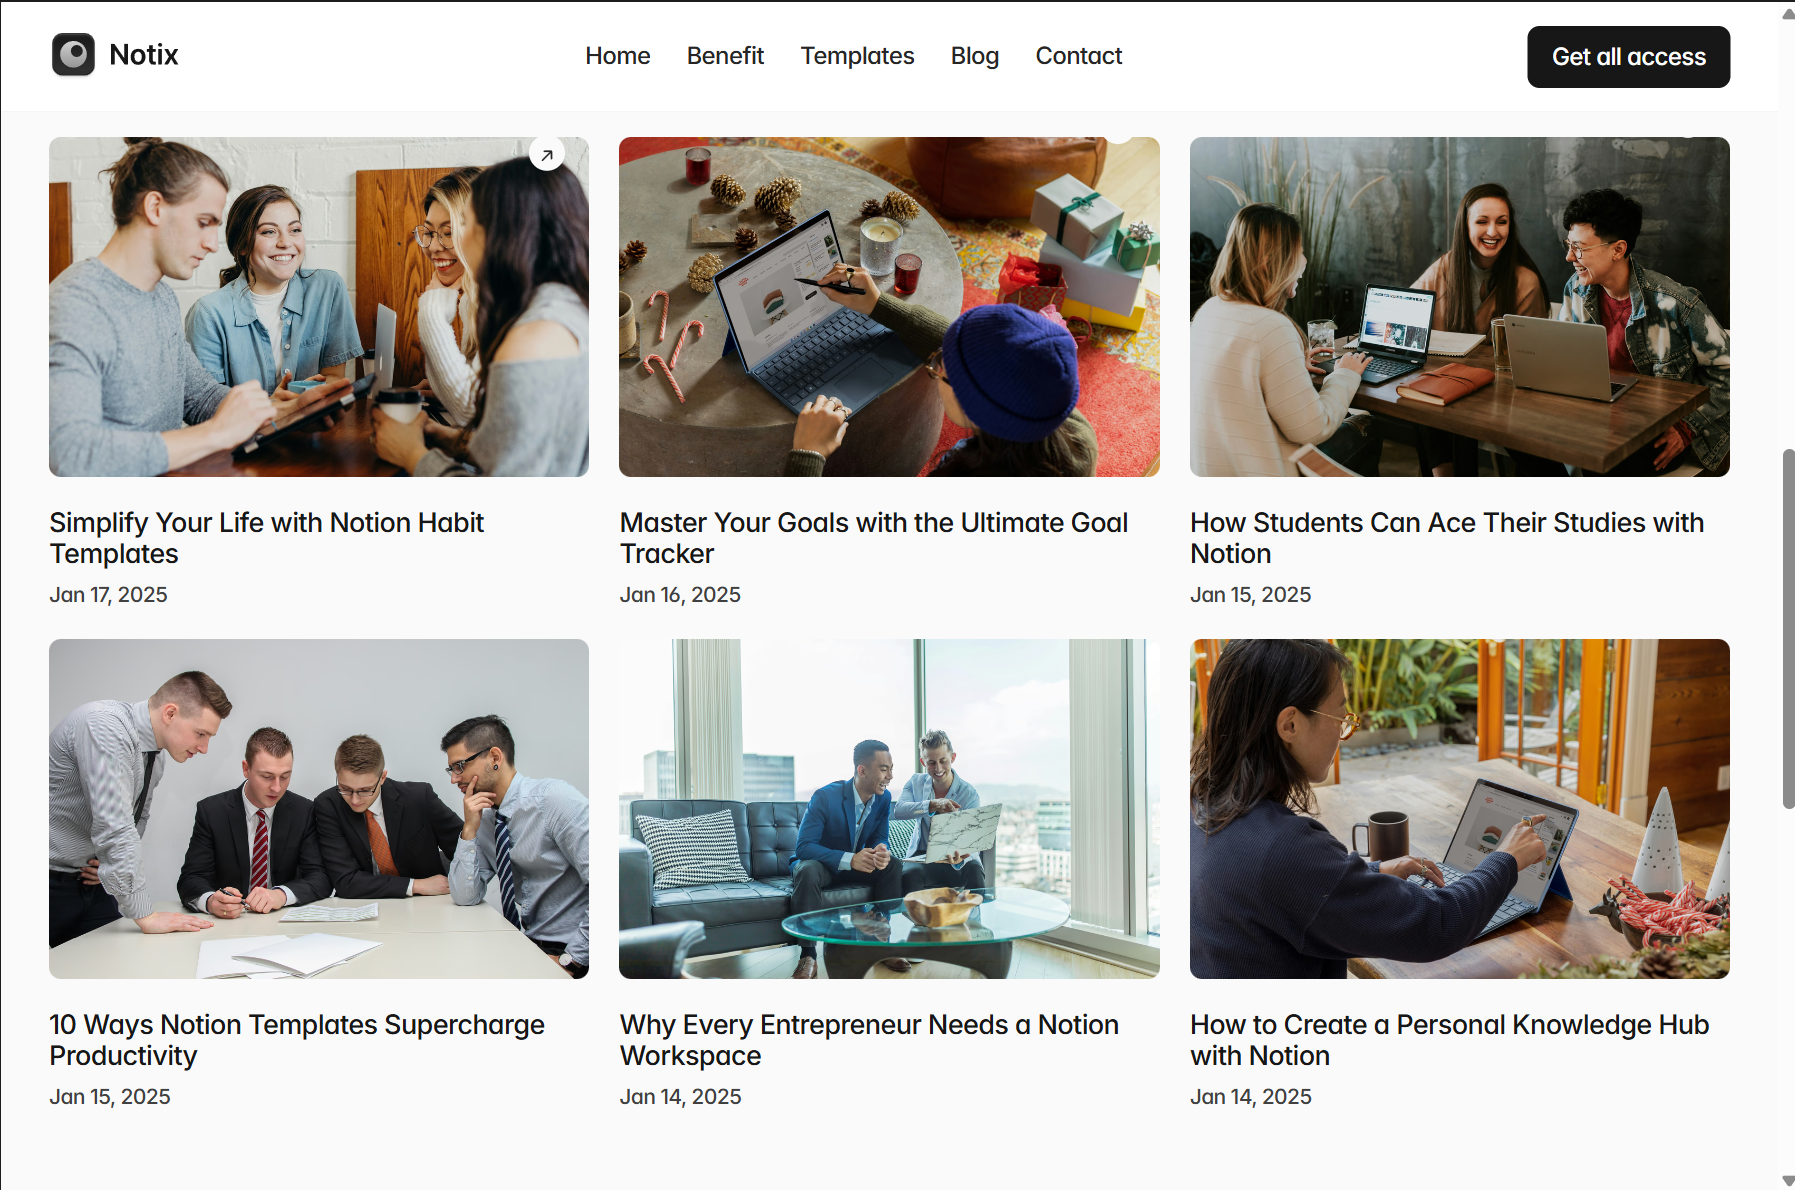 Notix
Home
Benefit
Templates
Blog
Contact
Get all access
Simplify Your Life with Notion Habit
Templates
Jan 17, 2025
Master Your Goals with the Ultimate Goal
Tracker
Jan 16, 2025
How Students Can Ace Their Studies with
Notion
Jan 15, 2025
10 Ways Notion Templates Supercharge
Productivity
Jan 15, 2025
Why Every Entrepreneur Needs a Notion
Workspace
Jan 14, 2025
How to Create a Personal Knowledge Hub
with Notion
Jan 14, 2025